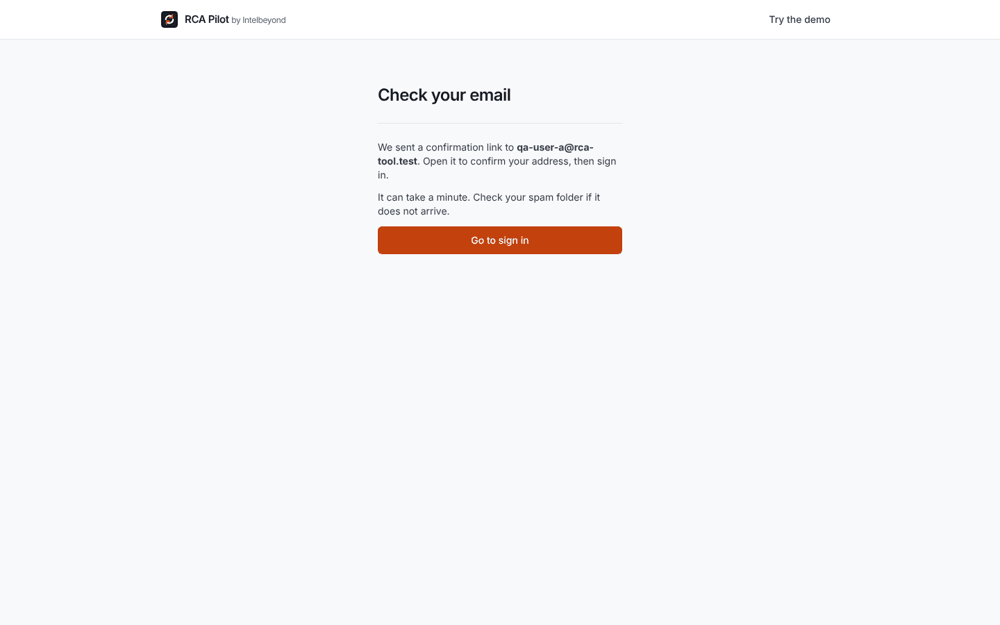 RCA Pilot by Intelbeyond
Try the demo
Check your email
We sent a confirmation link to qa-user-a@rca-
tool.test. Open it to confirm your address, then sign
in.
It can take a minute. Check your spam folder if it
does not arrive.
Go to sign in